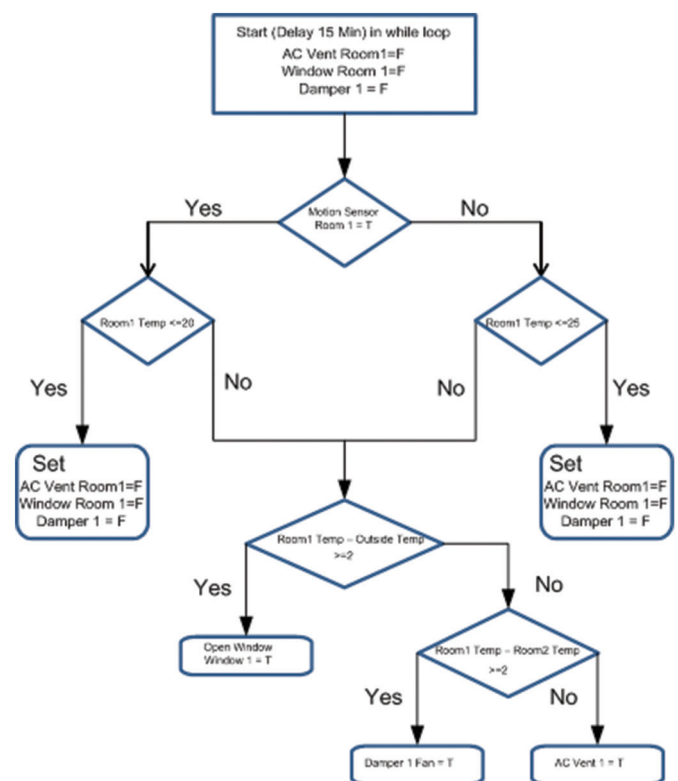 Start (Delay 15 Min) in while loop
AC Vent Room1=F
Window Room 1=F
Damper 1 = F
Motion Sensor
Room 1 = T
Yes
No
Room1 Temp <=20
Room1 Temp <=25
Yes
No
No
Yes
Set
AC Vent Room1=F
Window Room 1=F
Damper 1 = F
Set
AC Vent Room1=F
Window Room 1=F
Damper 1 = F
Room1 Temp – Outside Temp
>=2
Yes
No
Open Window
Window 1 = T
Room1 Temp – Room2 Temp
>=2
Yes
No
Damper 1 Fan = T
AC Vent 1 = T